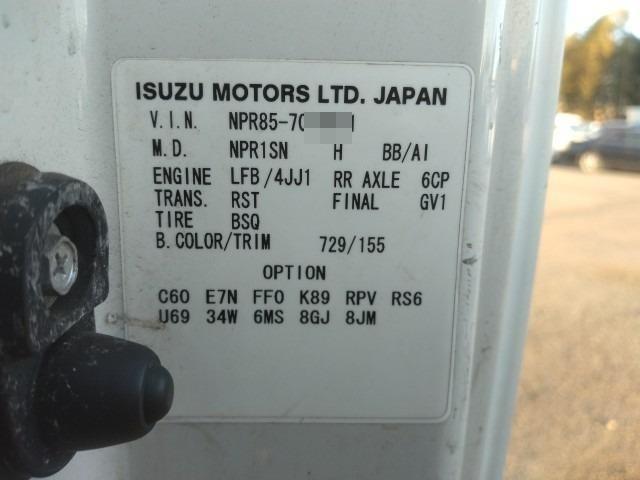 ISUZU MOTORS LTD. JAPAN
V.I.N. NPR85-70
M.D. NPR1SN H BB/AI
ENGINE LFB/4JJ1 RR AXLE 6CP
TRANS. RST FINAL GV1
TIRE BSQ
B.COLOR/TRIM 729/155
OPTION
C60 E7N FF0 K89 RPV RS6
U69 34W 6MS 8GJ 8JM